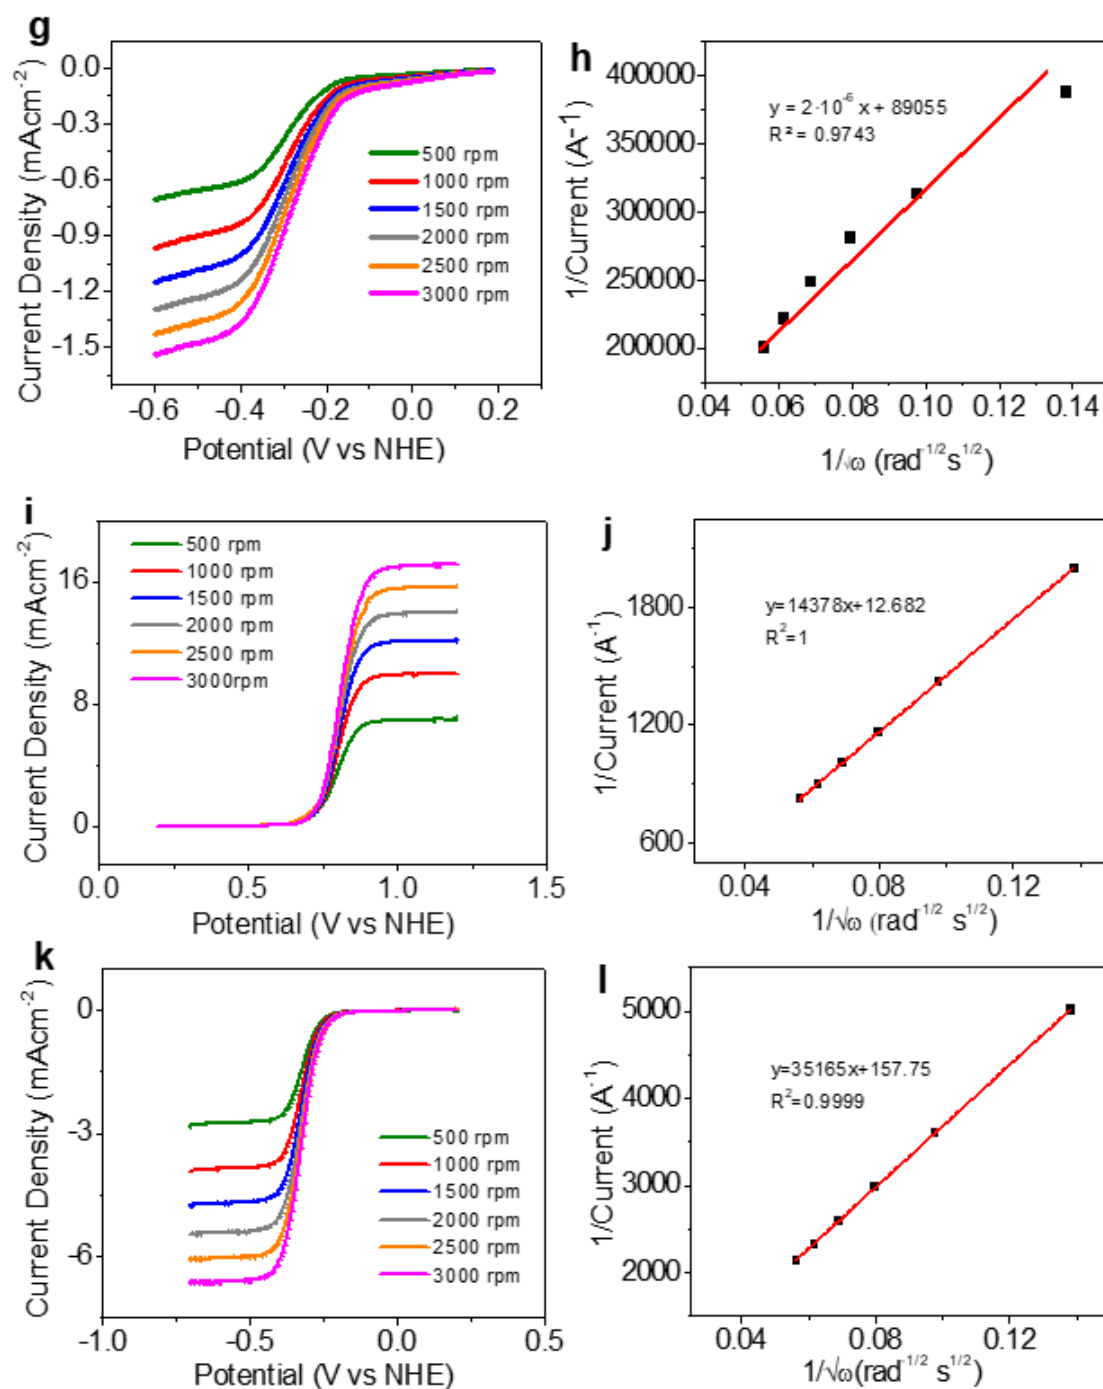 g
0.0
-0.3
-0.6
-0.9
-1.2
-1.5
Current Density (mAcm⁻²)
500 rpm
1000 rpm
1500 rpm
2000 rpm
2500 rpm
3000 rpm
-0.6 -0.4 -0.2 0.0 0.2
Potential (V vs NHE)
h
400000
350000
300000
250000
200000
1/Current (A⁻¹)
y = 2·10⁻⁶ x + 89055
R² = 0.9743
0.04 0.06 0.08 0.10 0.12 0.14
1/√ω (rad⁻¹/²s¹/²)
i
16
8
0
Current Density (mAcm⁻²)
500 rpm
1000 rpm
1500 rpm
2000 rpm
2500 rpm
3000rpm
0.0 0.5 1.0 1.5
Potential (V vs NHE)
j
1800
1200
600
1/Current (A⁻¹)
y=14378x+12.682
R²=1
0.04 0.08 0.12
1/√ω (rad⁻¹/² s¹/²)
k
0
-3
-6
Current Density (mAcm⁻²)
500 rpm
1000 rpm
1500 rpm
2000 rpm
2500 rpm
3000 rpm
-1.0 -0.5 0.0 0.5
Potential (V vs NHE)
l
5000
4000
3000
2000
1/Current (A⁻¹)
y=35165x+157.75
R²=0.9999
0.04 0.08 0.12
1/√ω(rad⁻¹/² s¹/²)